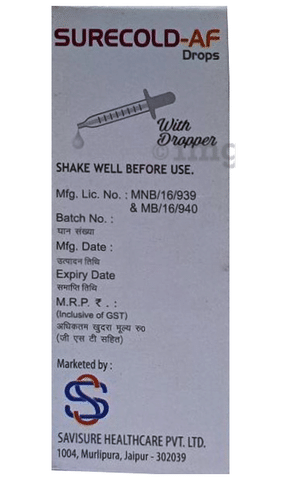 SURECOLD-AF
Drops
With
Dropper
SHAKE WELL BEFORE USE.
Mfg. Lic. No. : MNB/16/939
& MB/16/940
Batch No. :
घान संख्या
Mfg. Date :
उत्पादन तिथि
Expiry Date
समाप्ति तिथि
M.R.P. ₹ . :
(Inclusive of GST)
अधिकतम खुदरा मूल्य रु०
(जी एस टी सहित)
Marketed by :
SAVISURE HEALTHCARE PVT. LTD.
1004, Murlipura, Jaipur - 302039